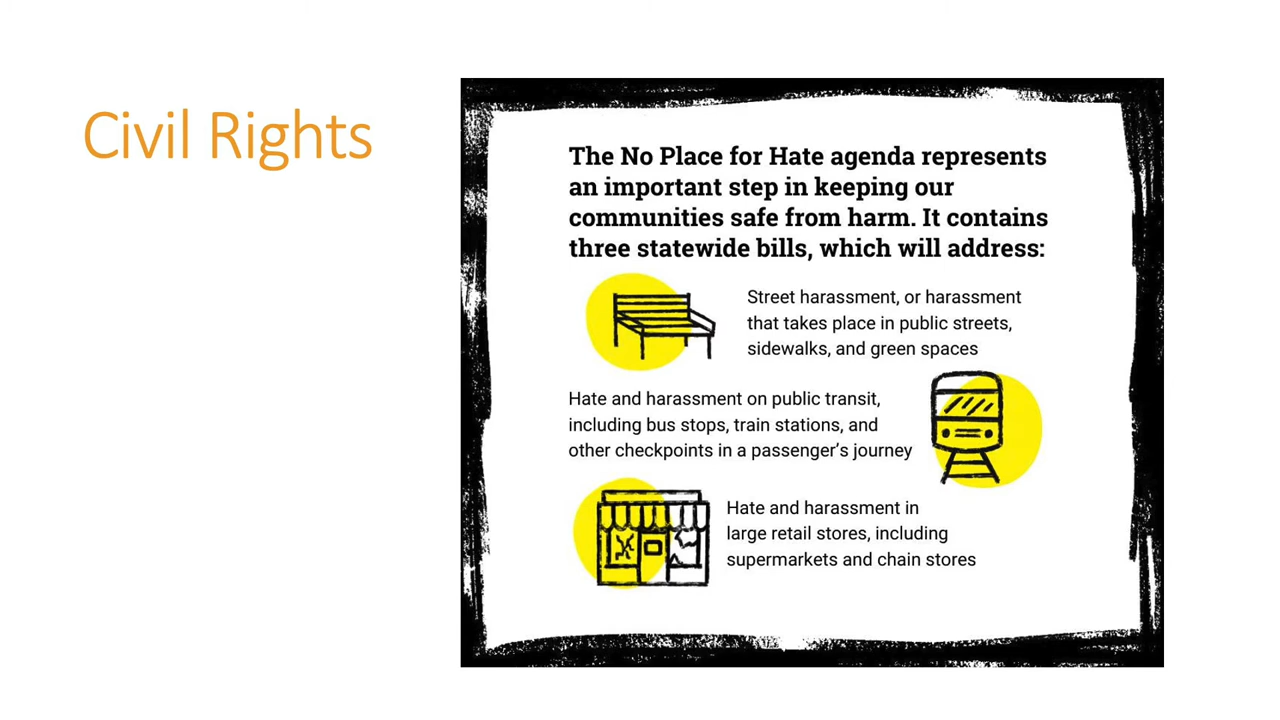 Civil Rights
The No Place for Hate agenda represents
an important step in keeping our
communities safe from harm. It contains
three statewide bills, which will address:
Street harassment, or harassment
that takes place in public streets,
sidewalks, and green spaces
Hate and harassment on public transit,
including bus stops, train stations, and
other checkpoints in a passenger’s journey
Hate and harassment in
large retail stores, including
supermarkets and chain stores